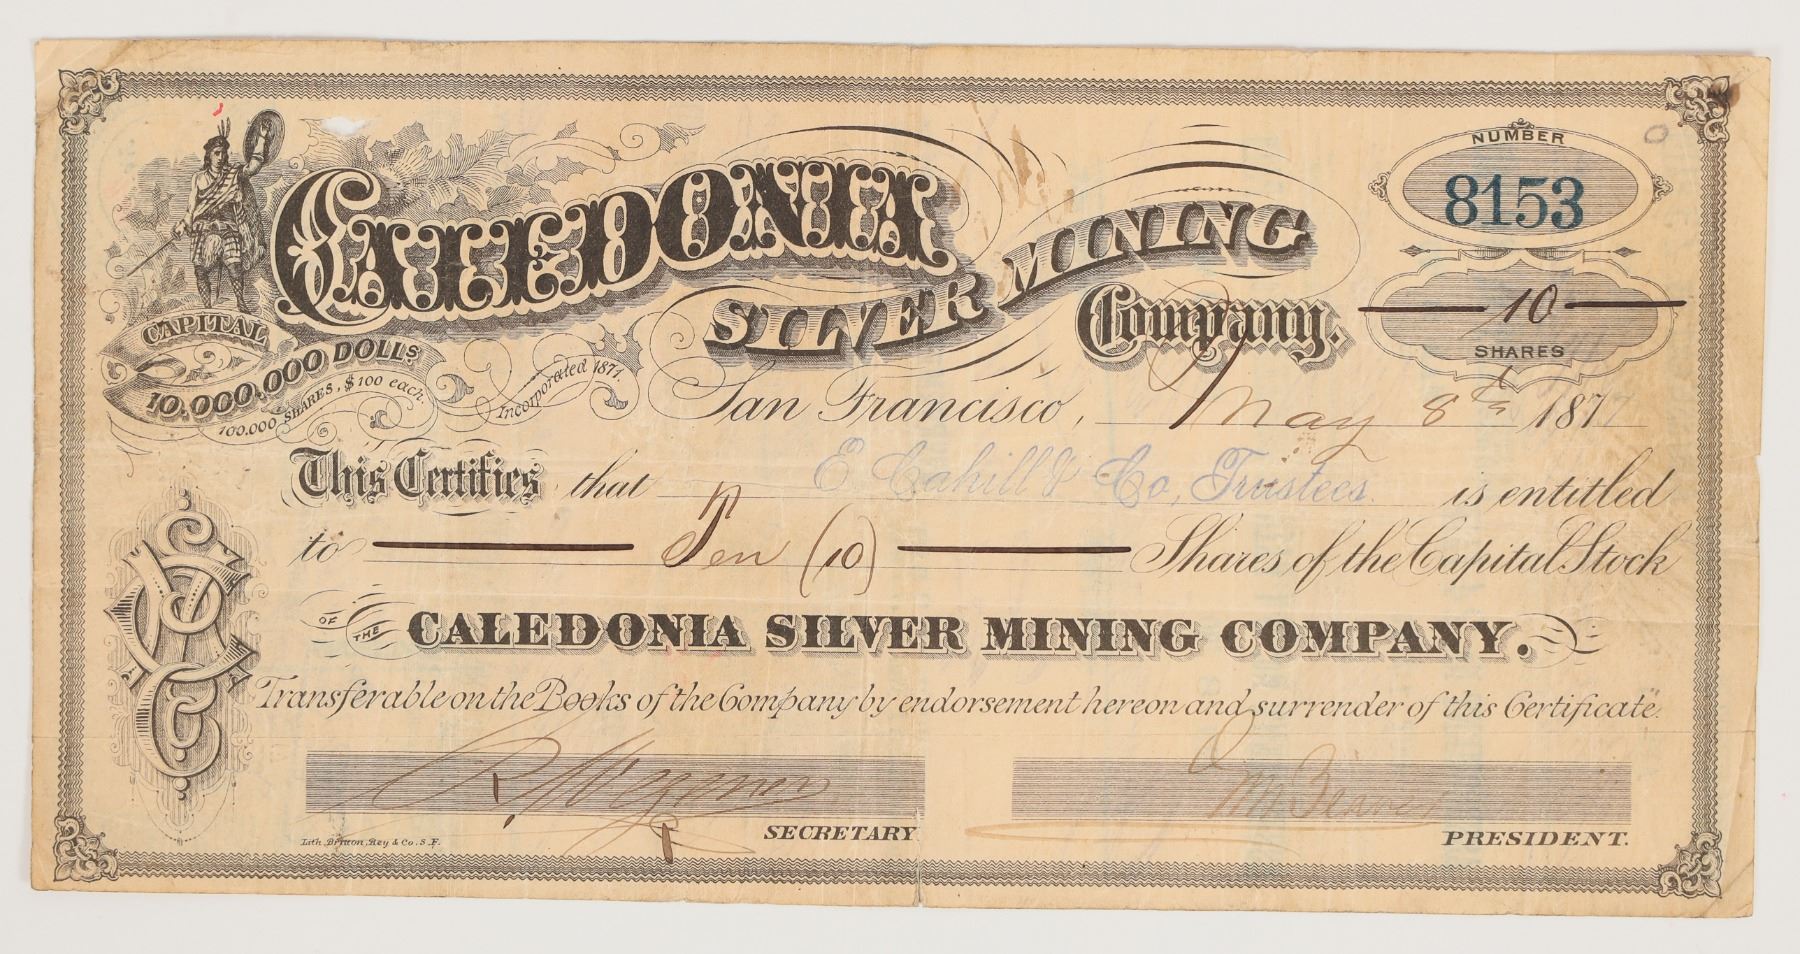 CALEDONIA
SILVER MINING
Company.
NUMBER
8153
10
SHARES
CAPITAL
10,000,000 DOLLS.
100,000 SHARES, $100 each.
Incorporated 1871.
San Francisco, May 8th 1877
This Certifies that E Cahill & Co, Trustees is entitled
to Ten (10) Shares of the Capital Stock
OF THE CALEDONIA SILVER MINING COMPANY.
Transferable on the Books of the Company by endorsement hereon and surrender of this Certificate.
R Wegener
SECRETARY
PRESIDENT.
Lith. Britton, Rey & Co. S.F.